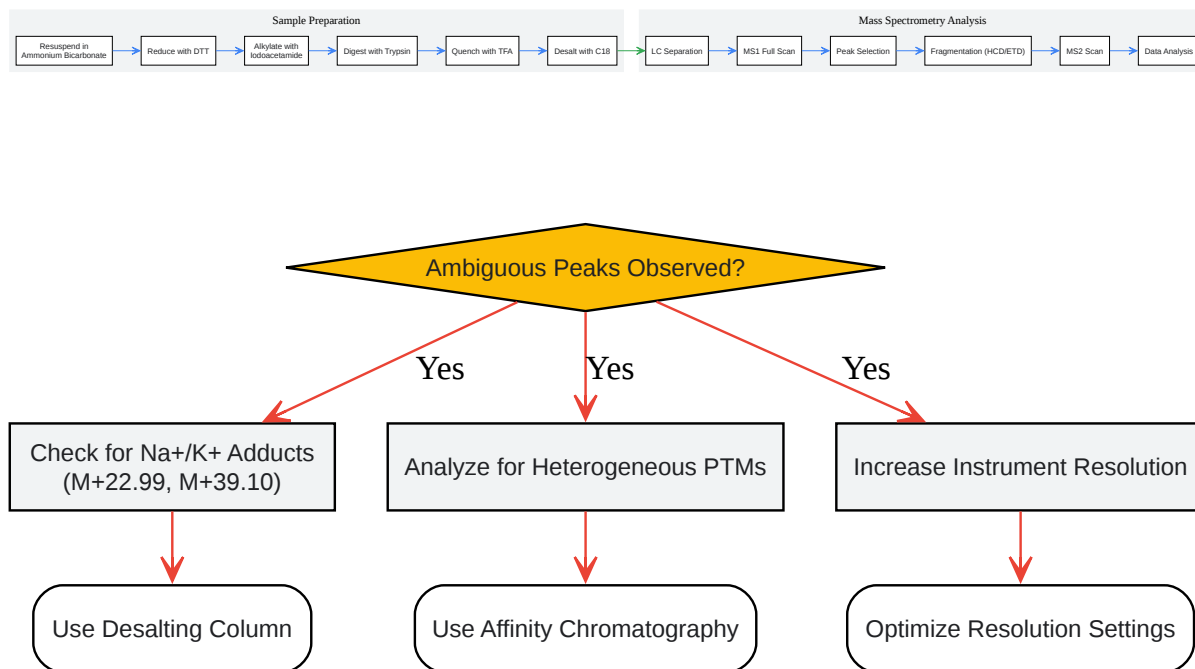 Sample Preparation
Mass Spectrometry Analysis
Resuspend in
Ammonium Bicarbonate
Reduce with DTT
Alkylate with
Iodoacetamide
Digest with Trypsin
Quench with TFA
Desalt with C18
LC Separation
MS1 Full Scan
Peak Selection
Fragmentation (HCD/ETD)
MS2 Scan
Data Analysis
Ambiguous Peaks Observed?
Yes
Yes
Yes
Check for Na+/K+ Adducts
(M+22.99, M+39.10)
Analyze for Heterogeneous PTMs
Increase Instrument Resolution
Use Desalting Column
Use Affinity Chromatography
Optimize Resolution Settings